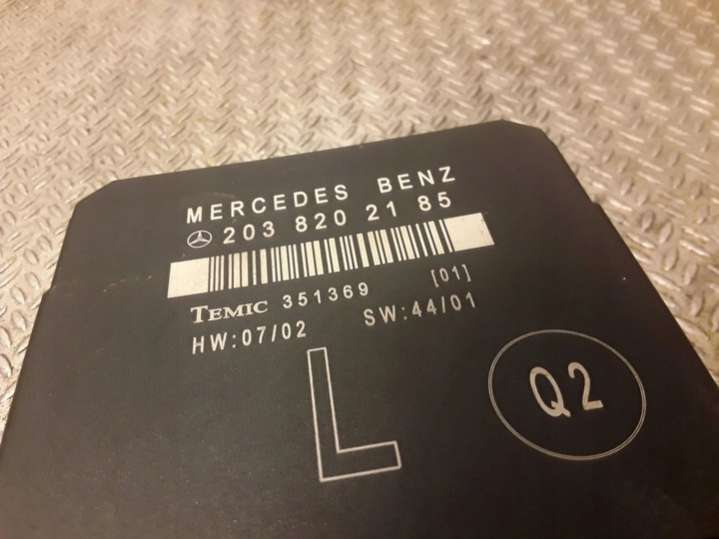 MERCEDES BENZ
203 820 21 85
TEMIC 351369 [01]
HW:07/02 SW:44/01
L
Q2